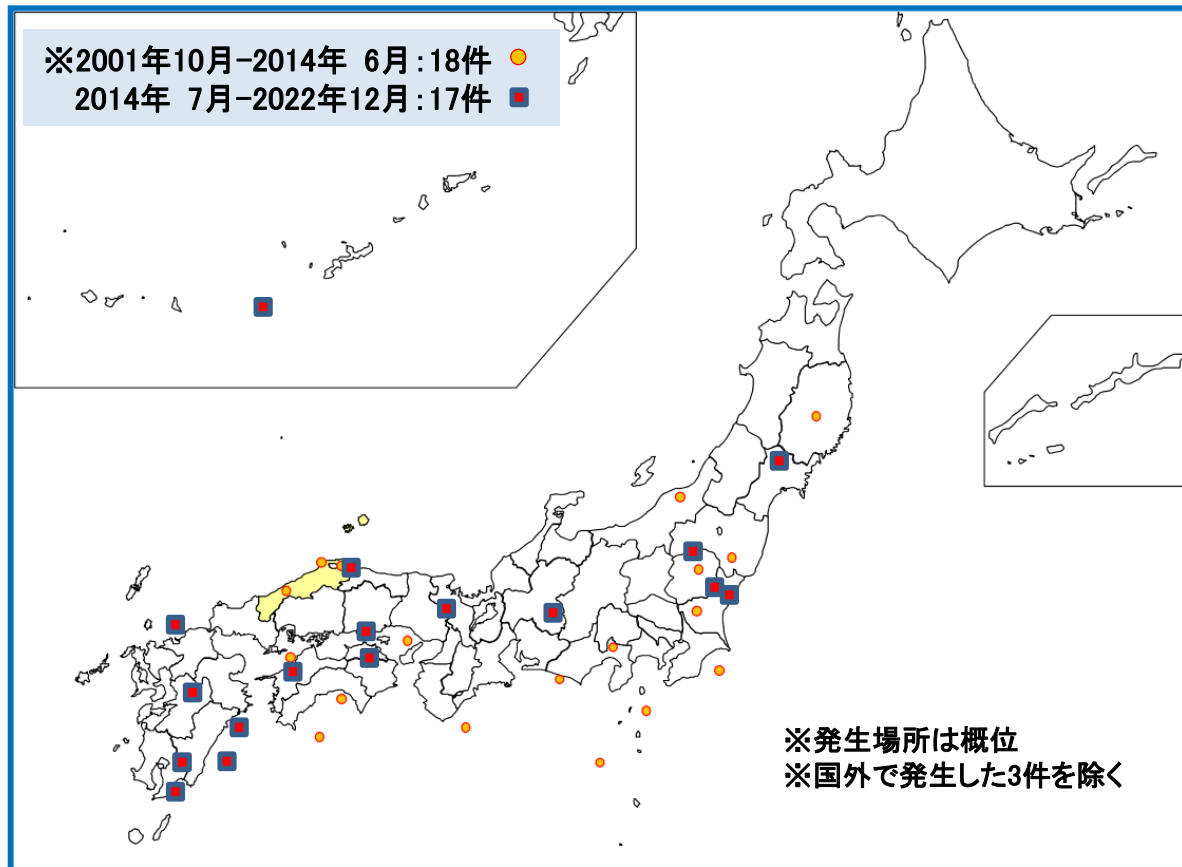 ※2001年10月-2014年 6月:18件
2014年 7月-2022年12月:17件
※発生場所は概位
※国外で発生した3件を除く